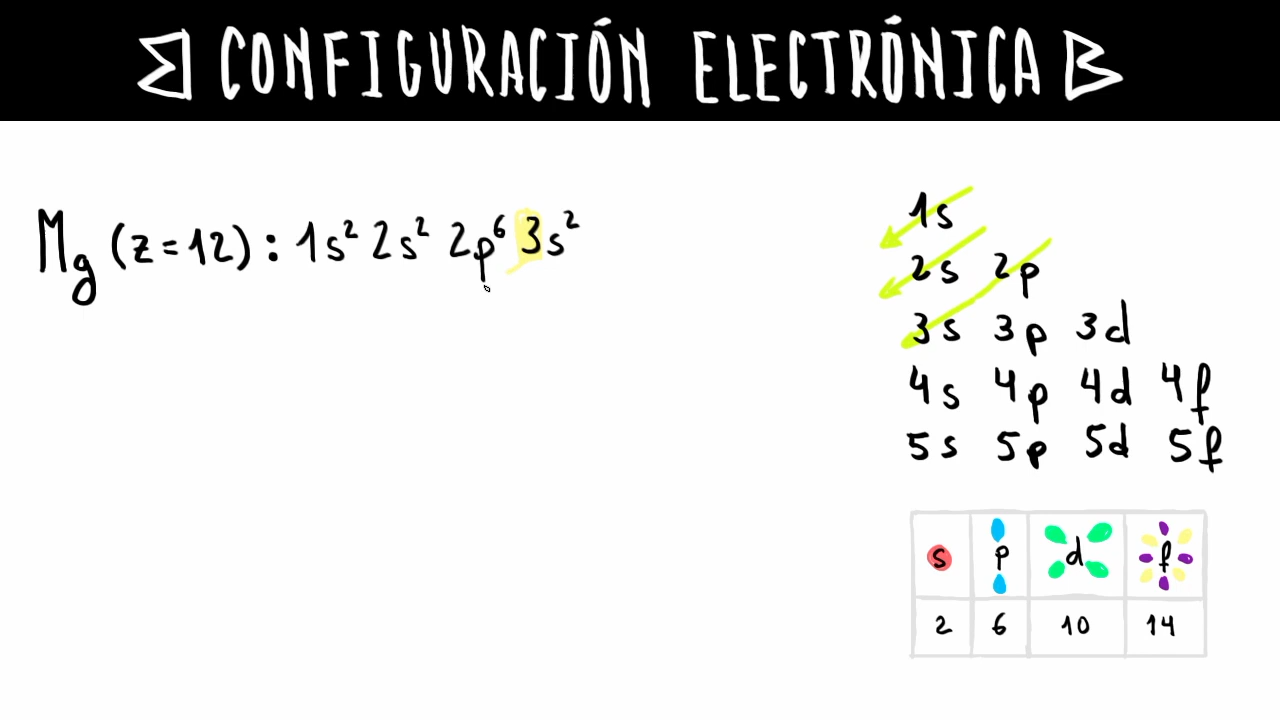 CONFIGURACIÓN ELECTRÓNICA
Mg (z=12): 1s² 2s² 2p⁶ 3s²
1s
2s 2p
3s 3p 3d
4s 4p 4d 4f
5s 5p 5d 5f
s p d f
2 6 10 14